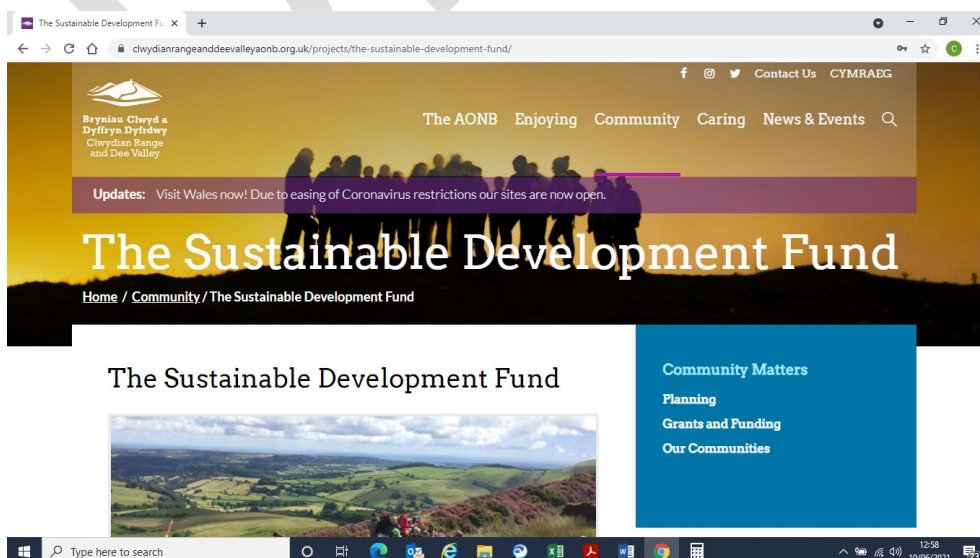 The Sustainable Development Fu
clwydianrangeanddeevalleyaonb.org.uk/projects/the-sustainable-development-fund/
Contact Us CYMRAEG
Bryniau Clwyd a
Dyffryn Dyfrdwy
Clwydian Range
and Dee Valley
The AONB Enjoying Community Caring News & Events
Updates: Visit Wales now! Due to easing of Coronavirus restrictions our sites are now open.
The Sustainable Development Fund
Home / Community / The Sustainable Development Fund
The Sustainable Development Fund
Community Matters
Planning
Grants and Funding
Our Communities
Type here to search
12:58
10/06/2021